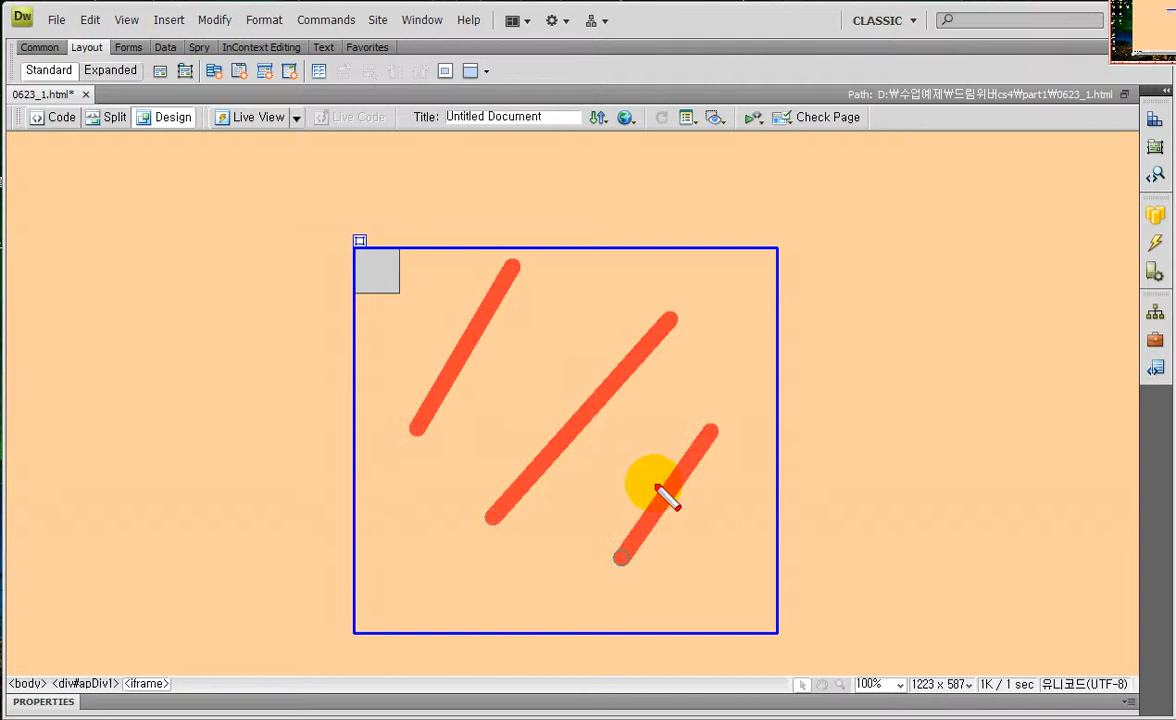 Dw File Edit View Insert Modify Format Commands Site Window Help CLASSIC
Common Layout Forms Data Spry InContext Editing Text Favorites
Standard Expanded
0623_1.html* Path: D:₩수업예제₩드림위버cs4₩part1₩0623_1.html
Code Split Design Live View Live Code Title: Untitled Document Check Page
<body> <div#apDiv1> <iframe> 100% 1223 x 587 1K / 1 sec 유니코드(UTF-8)
PROPERTIES